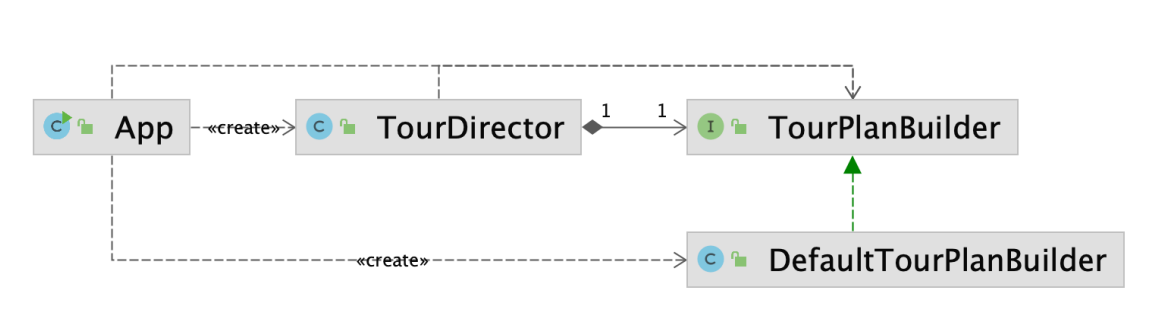 1 1
C App «create» C TourDirector I TourPlanBuilder
«create» C DefaultTourPlanBuilder